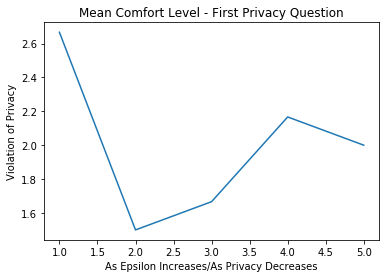 Mean Comfort Level - First Privacy Question
Violation of Privacy
2.6
2.4
2.2
2.0
1.8
1.6
1.0 1.5 2.0 2.5 3.0 3.5 4.0 4.5 5.0
As Epsilon Increases/As Privacy Decreases